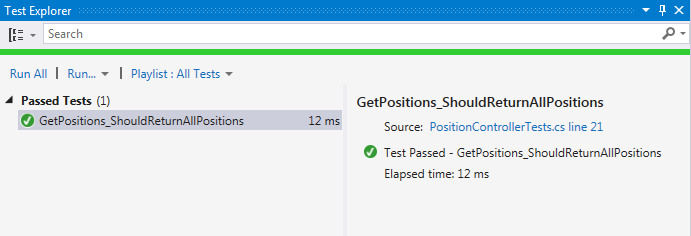 Test Explorer
Search
Run All | Run... | Playlist : All Tests
Passed Tests (1)
GetPositions_ShouldReturnAllPositions 12 ms
GetPositions_ShouldReturnAllPositions
Source: PositionControllerTests.cs line 21
Test Passed - GetPositions_ShouldReturnAllPositions
Elapsed time: 12 ms